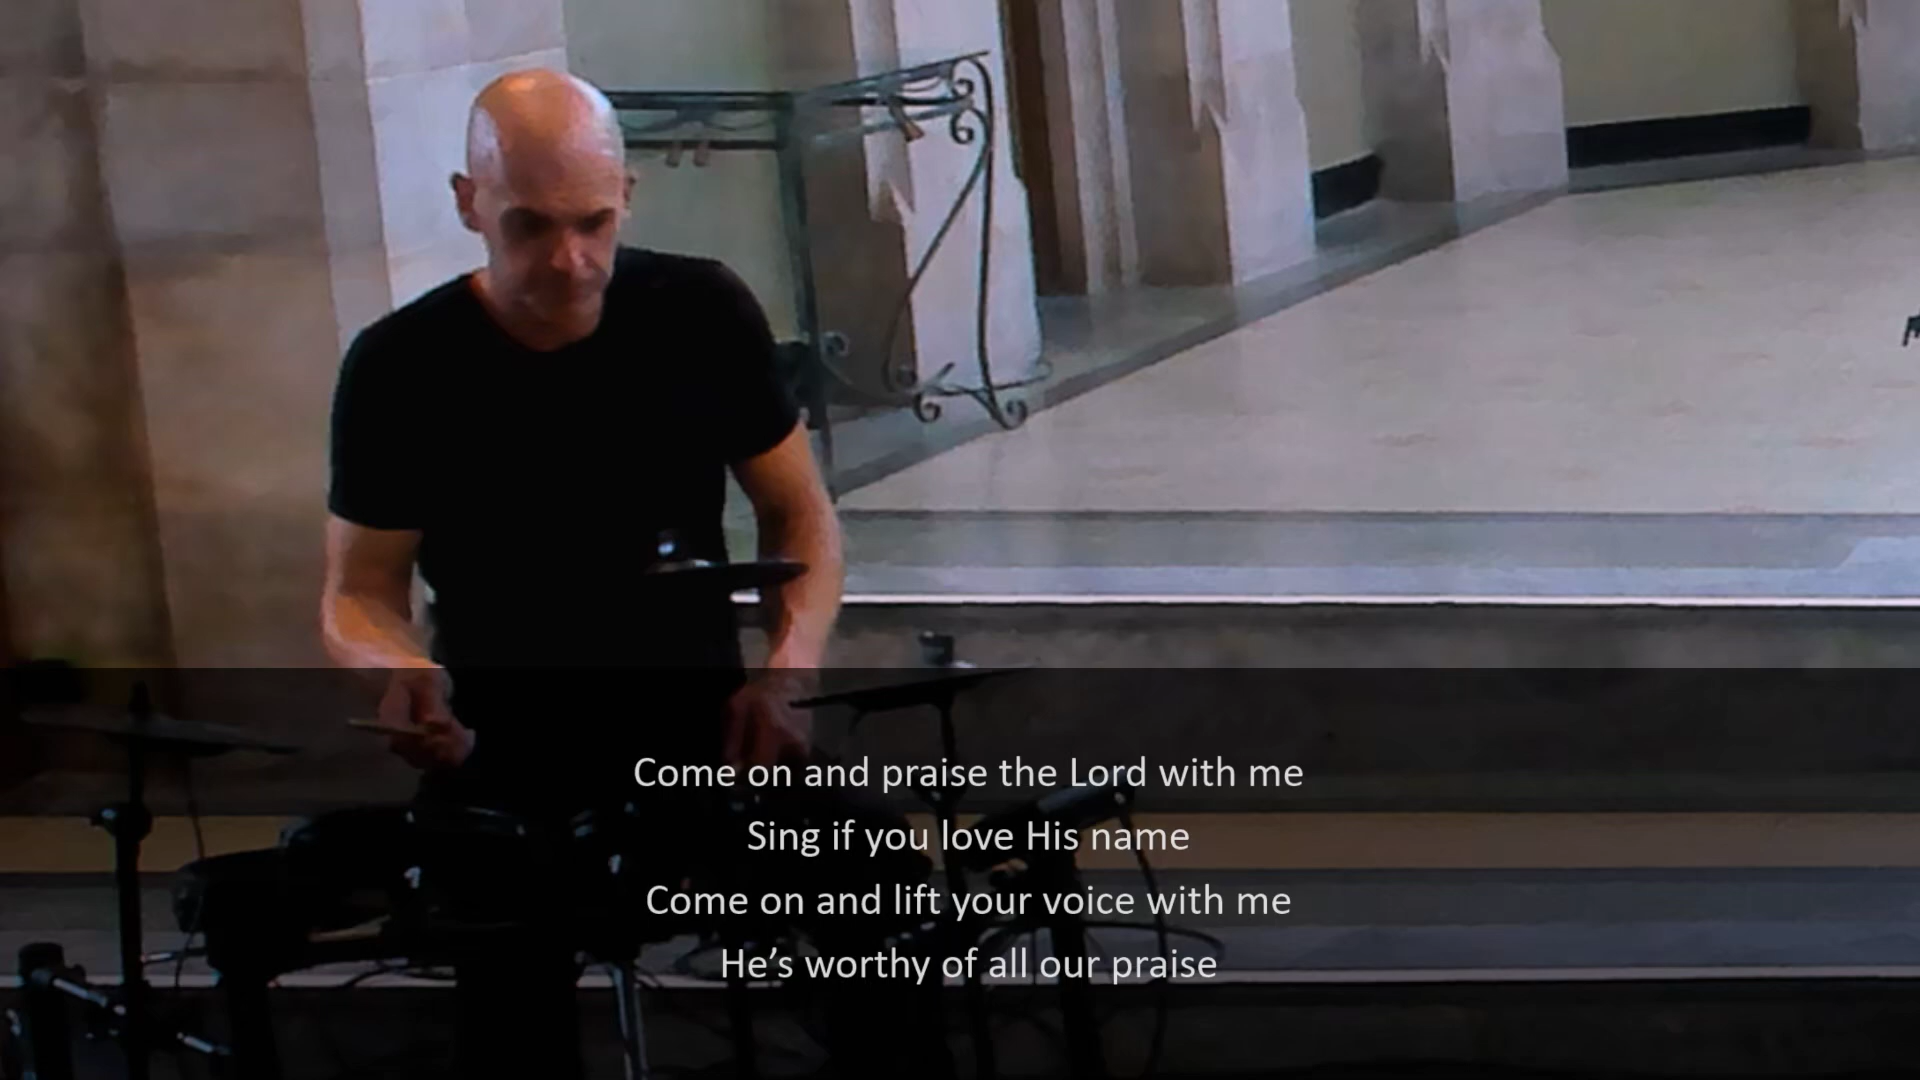 Come on and praise the Lord with me
Sing if you love His name
Come on and lift your voice with me
He’s worthy of all our praise